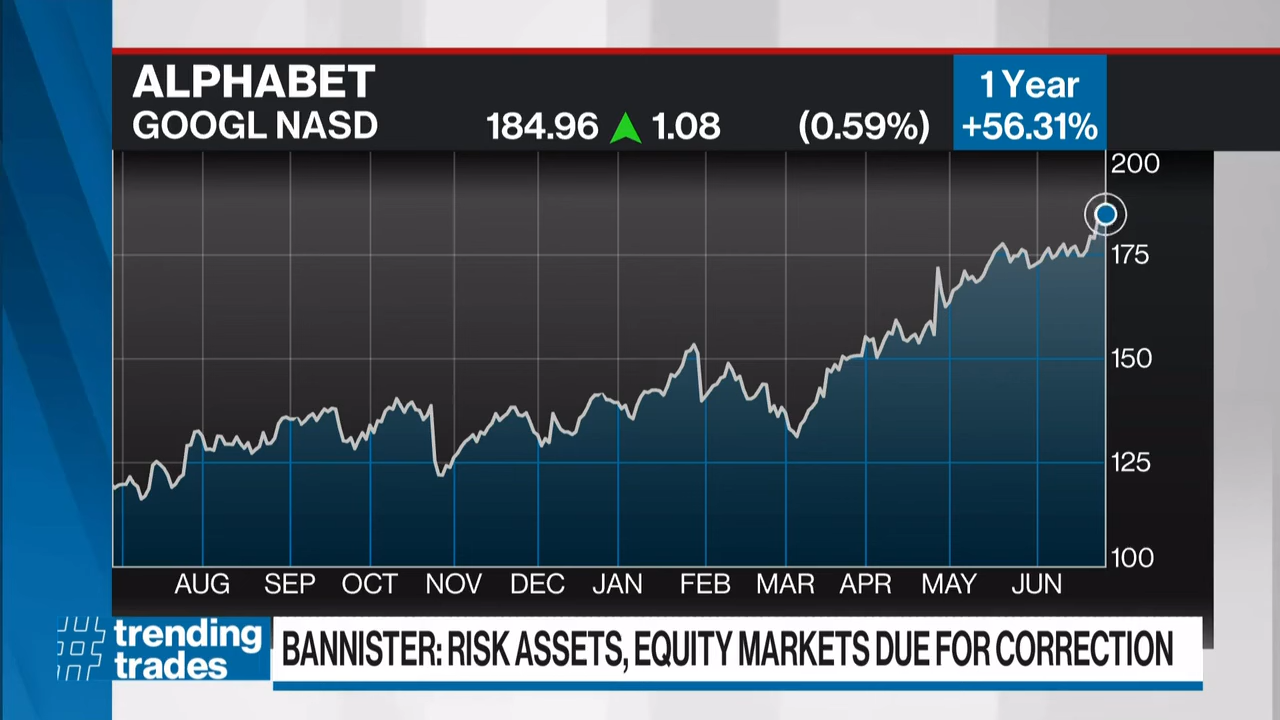 ALPHABET
GOOGL NASD 184.96 ▲ 1.08 (0.59%)
1 Year
+56.31%
200
175
150
125
100
AUG SEP OCT NOV DEC JAN FEB MAR APR MAY JUN
trending
trades
BANNISTER: RISK ASSETS, EQUITY MARKETS DUE FOR CORRECTION